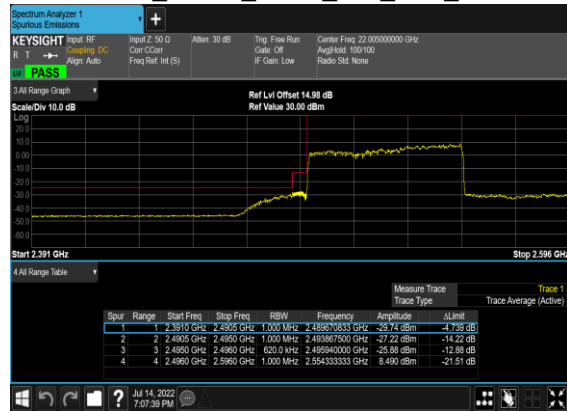 Spectrum Analyzer 1
Spurious Emissions
KEYSIGHT Input: RF Input Z: 50 Ω Atten: 30 dB Trig: Free Run Center Freq: 22.005000000 GHz
R T Coupling: DC Corr CCorr Gate: Off Avg|Hold: 100/100
Align: Auto Freq Ref: Int (S) IF Gain: Low Radio Std: None
PASS
3 All Range Graph
Ref Lvl Offset 14.98 dB
Scale/Div 10.0 dB Ref Value 30.00 dBm
Log
20.0
10.0
0.00
-10.0
-20.0
-30.0
-40.0
-50.0
-60.0
Start 2.391 GHz Stop 2.596 GHz
4 All Range Table
Measure Trace Trace 1
Trace Type Trace Average (Active)
Spur Range Start Freq Stop Freq RBW Frequency Amplitude ΔLimit
1 1 2.3910 GHz 2.4905 GHz 1.000 MHz 2.489670833 GHz -29.74 dBm -4.739 dB
2 2 2.4905 GHz 2.4950 GHz 1.000 MHz 2.493867500 GHz -27.22 dBm -14.22 dB
3 3 2.4950 GHz 2.4960 GHz 620.0 kHz 2.495940000 GHz -25.88 dBm -12.88 dB
4 4 2.4960 GHz 2.5960 GHz 1.000 MHz 2.554333333 GHz 8.490 dBm -21.51 dB
Jul 14, 2022
7:07:39 PM